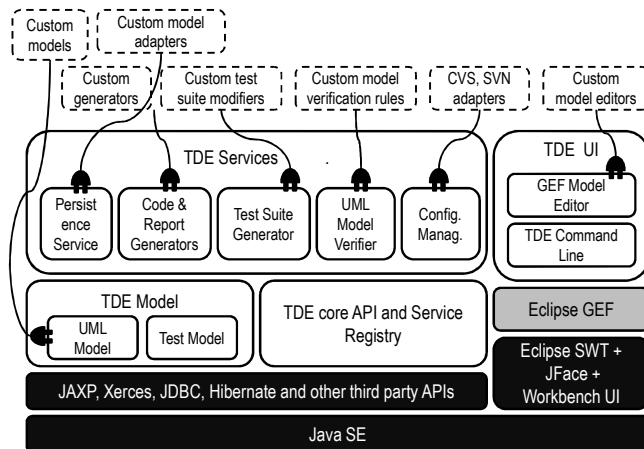 Custom
models
Custom model
adapters
Custom
generators
Custom test
suite modifiers
Custom model
verification rules
CVS, SVN
adapters
Custom
model editors
TDE Services
TDE UI
Persist
ence
Service
Code &
Report
Generators
Test Suite
Generator
UML
Model
Verifier
Config.
Manag.
GEF Model
Editor
TDE Command
Line
TDE Model
UML
Model
Test Model
TDE core API and Service
Registry
Eclipse GEF
Eclipse SWT +
JFace +
Workbench UI
JAXP, Xerces, JDBC, Hibernate and other third party APIs
Java SE